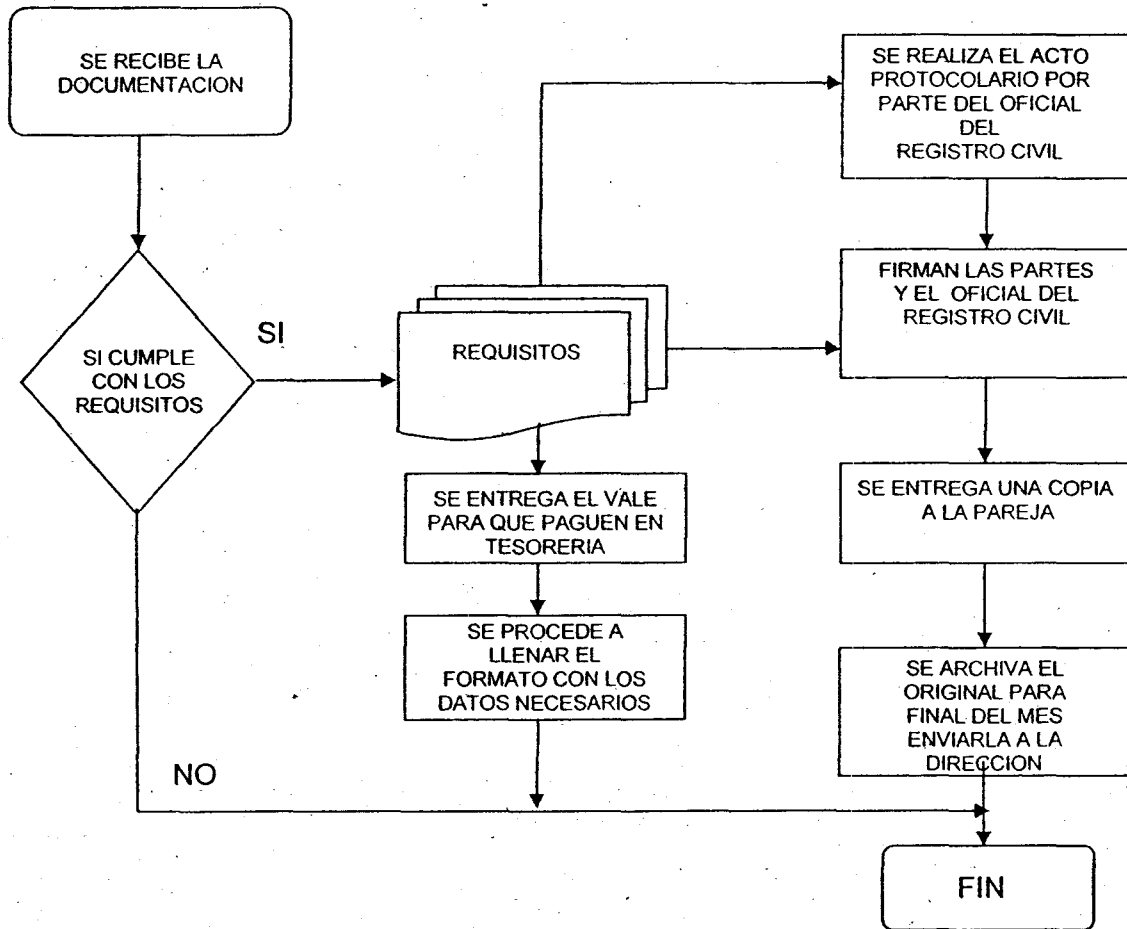 SE RECIBE LA
DOCUMENTACION
SI CUMPLE
CON LOS
REQUISITOS
SI
NO
REQUISITOS
SE ENTREGA EL VALE
PARA QUE PAGUEN EN
TESORERIA
SE PROCEDE A
LLENAR EL
FORMATO CON LOS
DATOS NECESARIOS
SE REALIZA EL ACTO
PROTOCOLARIO POR
PARTE DEL OFICIAL
DEL
REGISTRO CIVIL
FIRMAN LAS PARTES
Y EL OFICIAL DEL
REGISTRO CIVIL
SE ENTREGA UNA COPIA
A LA PAREJA
SE ARCHIVA EL
ORIGINAL PARA
FINAL DEL MES
ENVIARLA A LA
DIRECCION
FIN